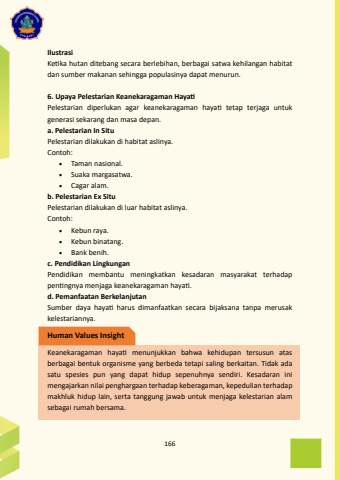 Ilustrasi
Ketika hutan ditebang secara berlebihan, berbagai satwa kehilangan habitat
dan sumber makanan sehingga populasinya dapat menurun.
6. Upaya Pelestarian Keanekaragaman Hayati
Pelestarian diperlukan agar keanekaragaman hayati tetap terjaga untuk
generasi sekarang dan masa depan.
a. Pelestarian In Situ
Pelestarian dilakukan di habitat aslinya.
Contoh:
• Taman nasional.
• Suaka margasatwa.
• Cagar alam.
b. Pelestarian Ex Situ
Pelestarian dilakukan di luar habitat aslinya.
Contoh:
• Kebun raya.
• Kebun binatang.
• Bank benih.
c. Pendidikan Lingkungan
Pendidikan membantu meningkatkan kesadaran masyarakat terhadap
pentingnya menjaga keanekaragaman hayati.
d. Pemanfaatan Berkelanjutan
Sumber daya hayati harus dimanfaatkan secara bijaksana tanpa merusak
kelestariannya.
Human Values Insight
Keanekaragaman hayati menunjukkan bahwa kehidupan tersusun atas
berbagai bentuk organisme yang berbeda tetapi saling berkaitan. Tidak ada
satu spesies pun yang dapat hidup sepenuhnya sendiri. Kesadaran ini
mengajarkan nilai penghargaan terhadap keberagaman, kepedulian terhadap
makhluk hidup lain, serta tanggung jawab untuk menjaga kelestarian alam
sebagai rumah bersama.
166